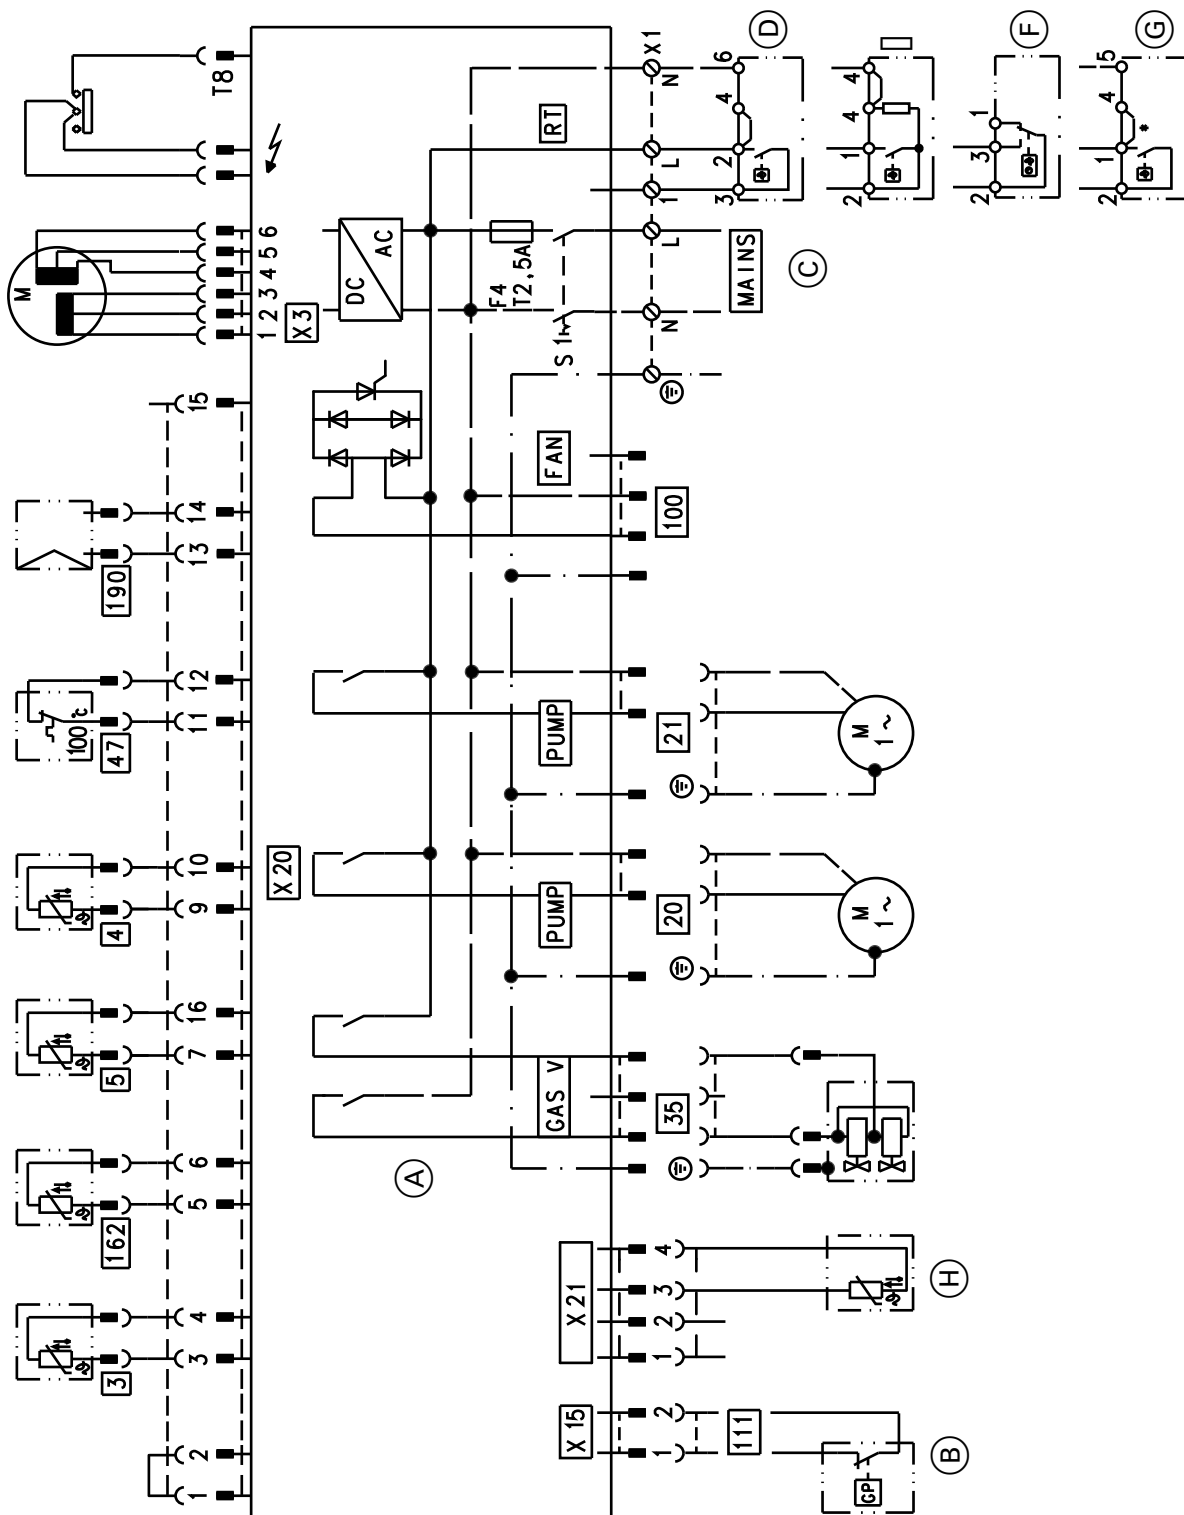 M
ϑ ϑ ϑ ϑ 100°C
3 162 5 4 47 190
1 2 3 4 5 6 7 16 9 10 11 12 13 14 15
T8
1 2 3 4 5 6
X20 X3
DC AC
A
F4
T2,5A
GAS V PUMP PUMP FAN RT
S1
X15 X21
X1
1 2 1 2 3 4
35 20 21 100
N L 1 L N
3 2 4 6
111
MAINS
D
C
M
1~
M
1~
2 1 4 4
GP
ϑ
B H
2 3 1
F
2 1 4 5
*
G